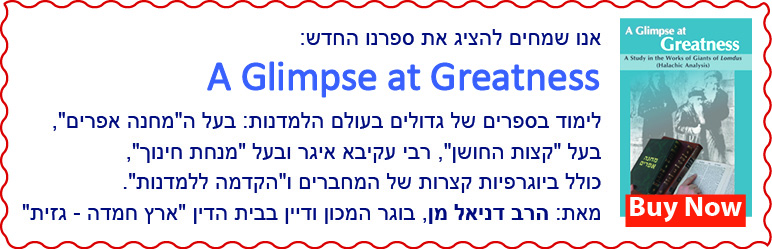 אנו שמחים להציג את ספרנו החדש:
A Glimpse at Greatness
לימוד בספרים של גדולים בעולם הלמדנות: בעל ה"מחנה אפרים",
בעל "קצות החושן", רבי עקיבא איגר ובעל "מנחת חינוך",
כולל ביוגרפיות קצרות של המחברים ו"הקדמה ללמדנות".
מאת: הרב דניאל מן, בוגר המכון ודיין בבית הדין "ארץ חמדה - גזית"
A Glimpse at
Greatness
A Study in the Works of Giants of Lomdus
(Halachic Analysis)
מחנה
אפרים
Buy Now